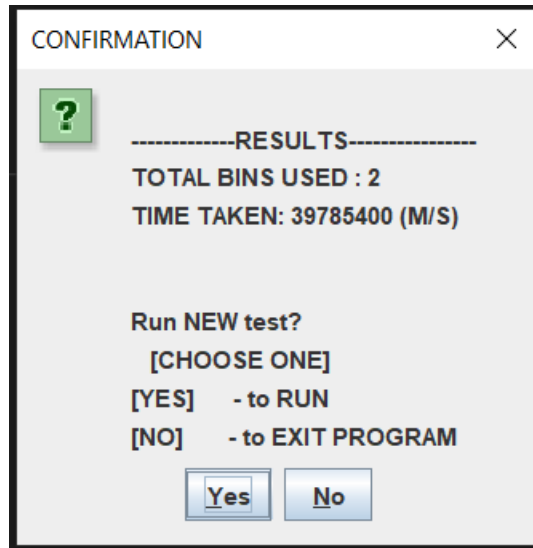 CONFIRMATION
-------------RESULTS----------------
TOTAL BINS USED : 2
TIME TAKEN: 39785400 (M/S)
Run NEW test?
[CHOOSE ONE]
[YES] - to RUN
[NO] - to EXIT PROGRAM
Yes No